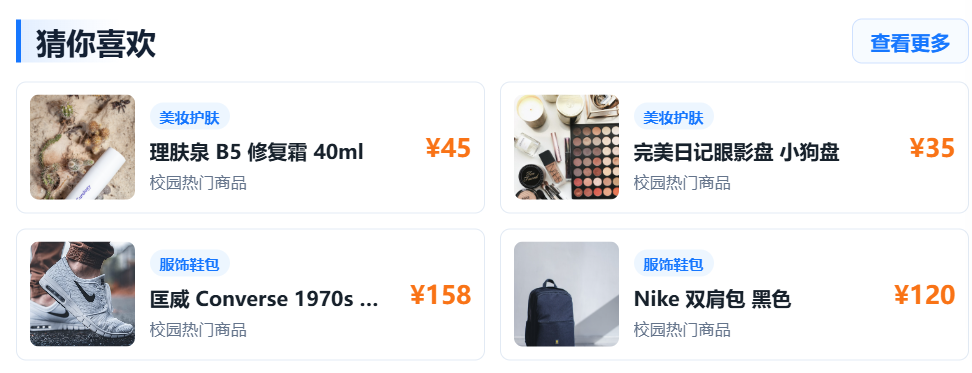 猜你喜欢
查看更多
美妆护肤
理肤泉 B5 修复霜 40ml
¥45
校园热门商品
美妆护肤
完美日记眼影盘 小狗盘
¥35
校园热门商品
服饰鞋包
匡威 Converse 1970s ...
¥158
校园热门商品
服饰鞋包
Nike 双肩包 黑色
¥120
校园热门商品